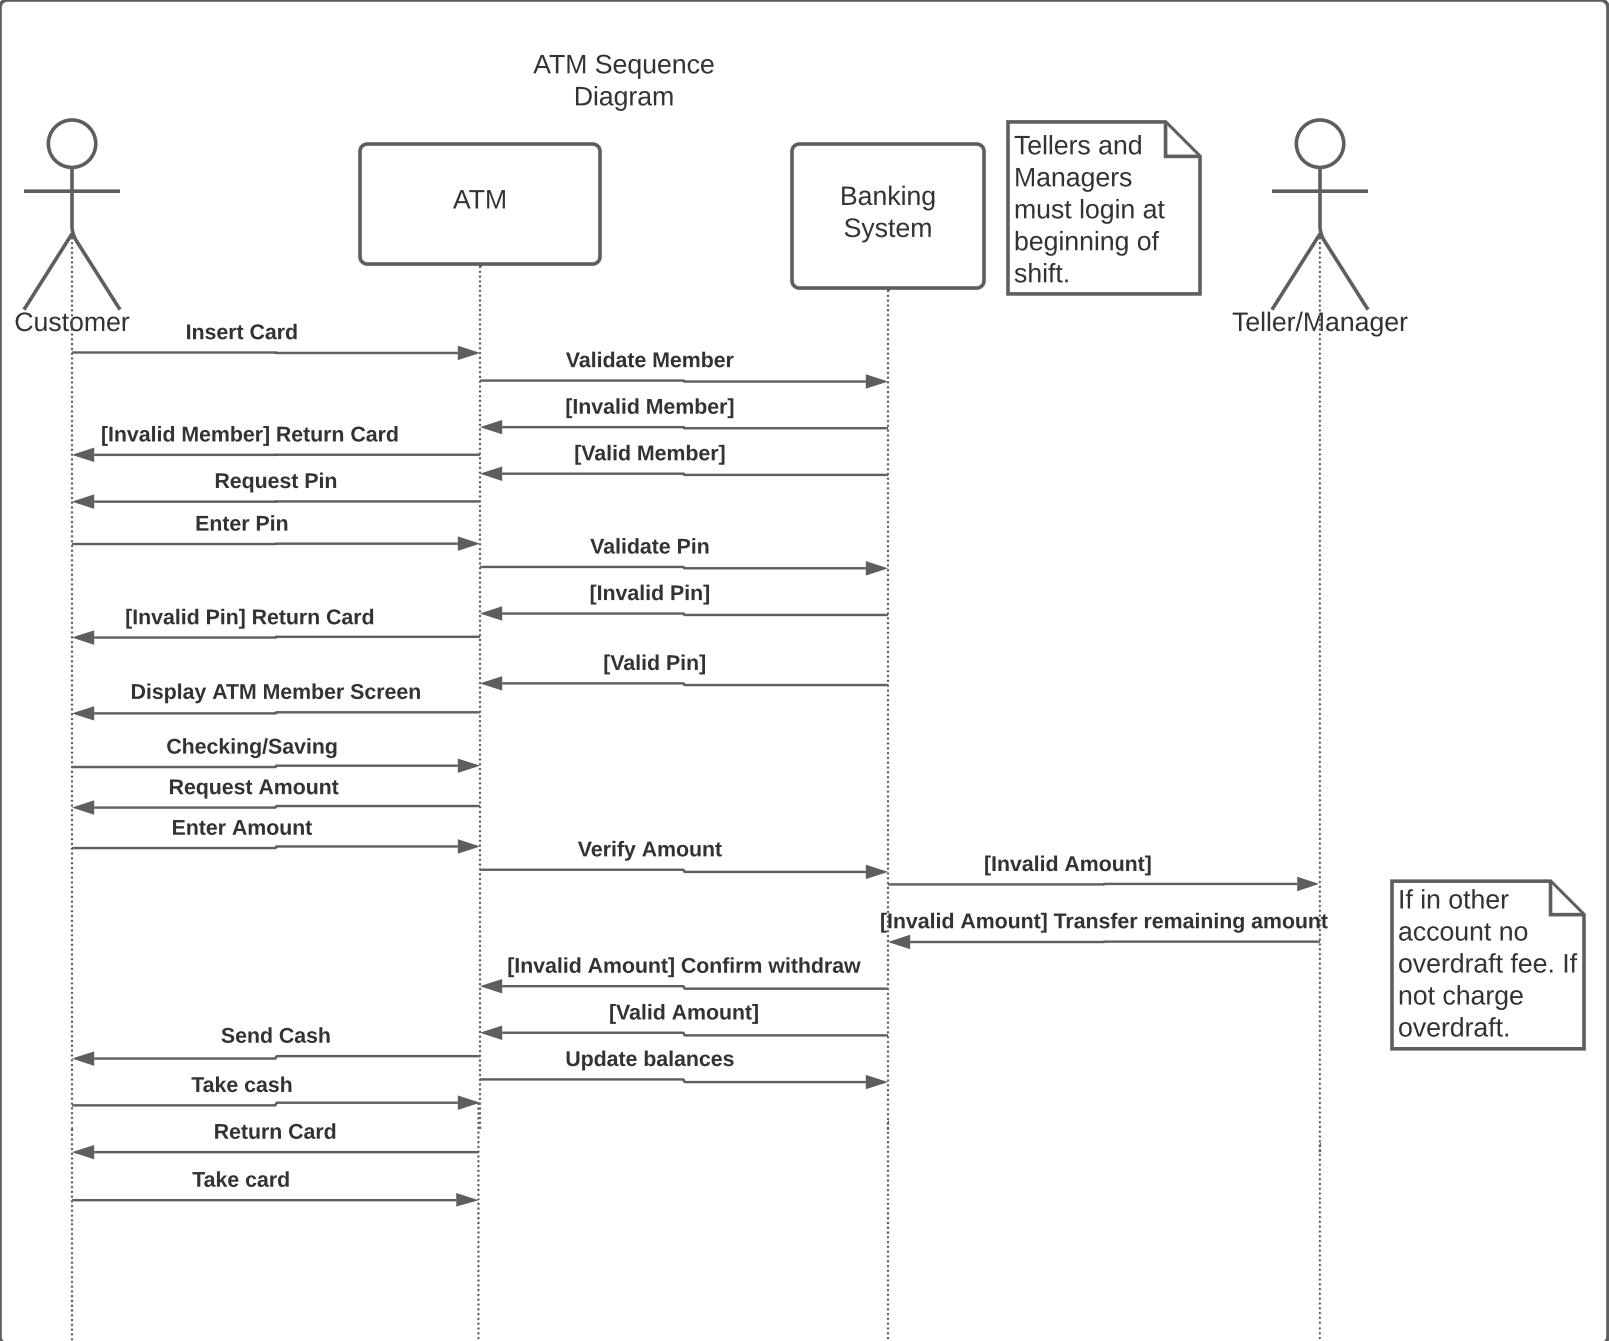 ATM Sequence
Diagram
ATM
Banking
System
Tellers and
Managers
must login at
beginning of
shift.
Customer
Teller/Manager
Insert Card
Validate Member
[Invalid Member]
[Invalid Member] Return Card
[Valid Member]
Request Pin
Enter Pin
Validate Pin
[Invalid Pin]
[Invalid Pin] Return Card
[Valid Pin]
Display ATM Member Screen
Checking/Saving
Request Amount
Enter Amount
Verify Amount
[Invalid Amount]
If in other
account no
overdraft fee. If
not charge
overdraft.
[Invalid Amount] Transfer remaining amount
[Invalid Amount] Confirm withdraw
[Valid Amount]
Send Cash
Update balances
Take cash
Return Card
Take card